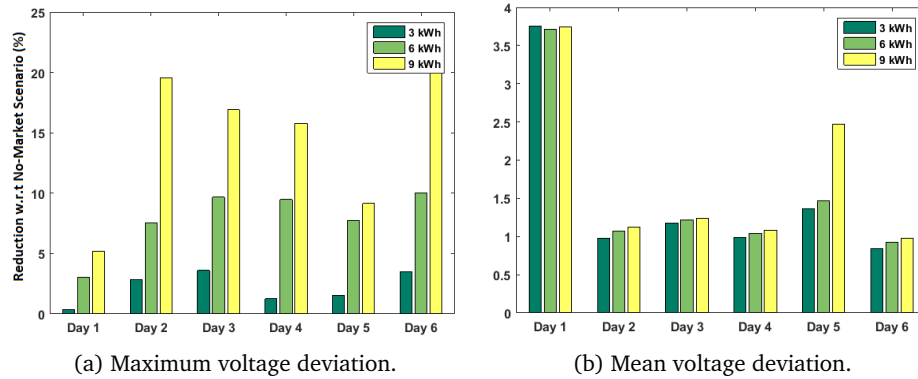 25
20
15
10
5
0
Reduction w.r.t No-Market Scenario (%)
3 kWh
6 kWh
9 kWh
Day 1 Day 2 Day 3 Day 4 Day 5 Day 6
(a) Maximum voltage deviation.
4
3.5
3
2.5
2
1.5
1
0.5
0
3 kWh
6 kWh
9 kWh
Day 1 Day 2 Day 3 Day 4 Day 5 Day 6
(b) Mean voltage deviation.